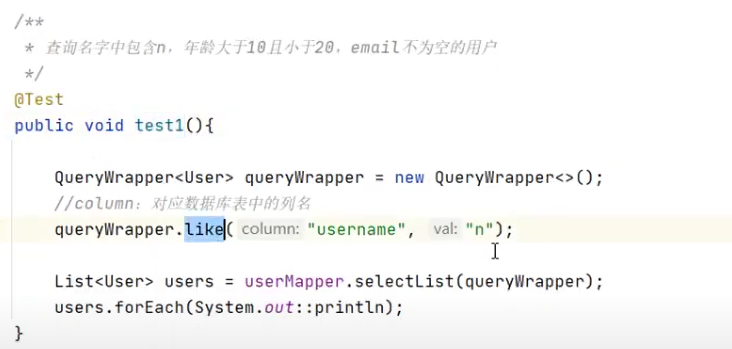 /**
* 查询名字中包含n，年龄大于10且小于20，email不为空的用户
*/
@Test
public void test1(){
QueryWrapper<User> queryWrapper = new QueryWrapper<>();
//column：对应数据库表中的列名
queryWrapper.like( column: "username", val: "n");
List<User> users = userMapper.selectList(queryWrapper);
users.forEach(System.out::println);
}